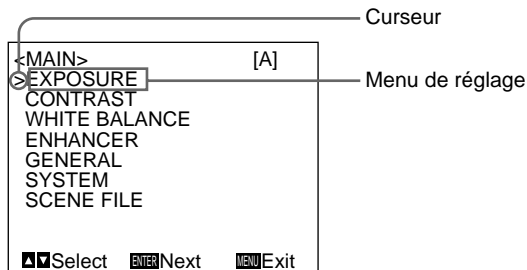 Curseur
<MAIN> [A]
>EXPOSURE
Menu de réglage
CONTRAST
WHITE BALANCE
ENHANCER
GENERAL
SYSTEM
SCENE FILE
▲▼Select ENTER Next MENU Exit